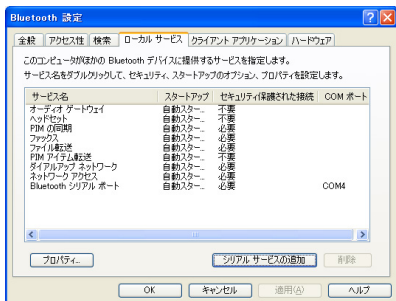 Bluetooth 設定
全般 アクセス性 検索 ローカル サービス クライアント アプリケーション ハードウェア
このコンピュータがほかの Bluetooth デバイスに提供するサービスを指定します。
サービス名をダブルクリックして、セキュリティ、スタートアップのオプション、プロパティを設定します。
サービス名 スタートアップ セキュリティ保護された接続 COM ポート
オーディオ ゲートウェイ 自動スター... 不要
ヘッドセット 自動スター... 不要
PIM の同期 自動スター... 必要
ファックス 自動スター... 必要
ファイル転送 自動スター... 必要
PIM アイテム転送 自動スター... 不要
ダイヤルアップ ネットワーク 自動スター... 必要
ネットワーク アクセス 自動スター... 必要
Bluetooth シリアル ポート 自動スター... 必要 COM4
プロパティ... シリアル サービスの追加 削除
OK キャンセル 適用(A) ヘルプ